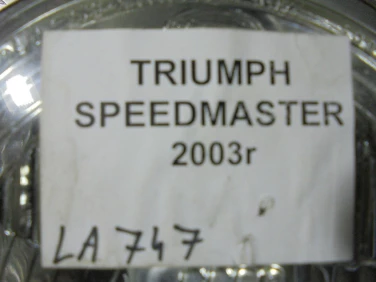 TRIUMPH
SPEEDMASTER
2003r
LA 747